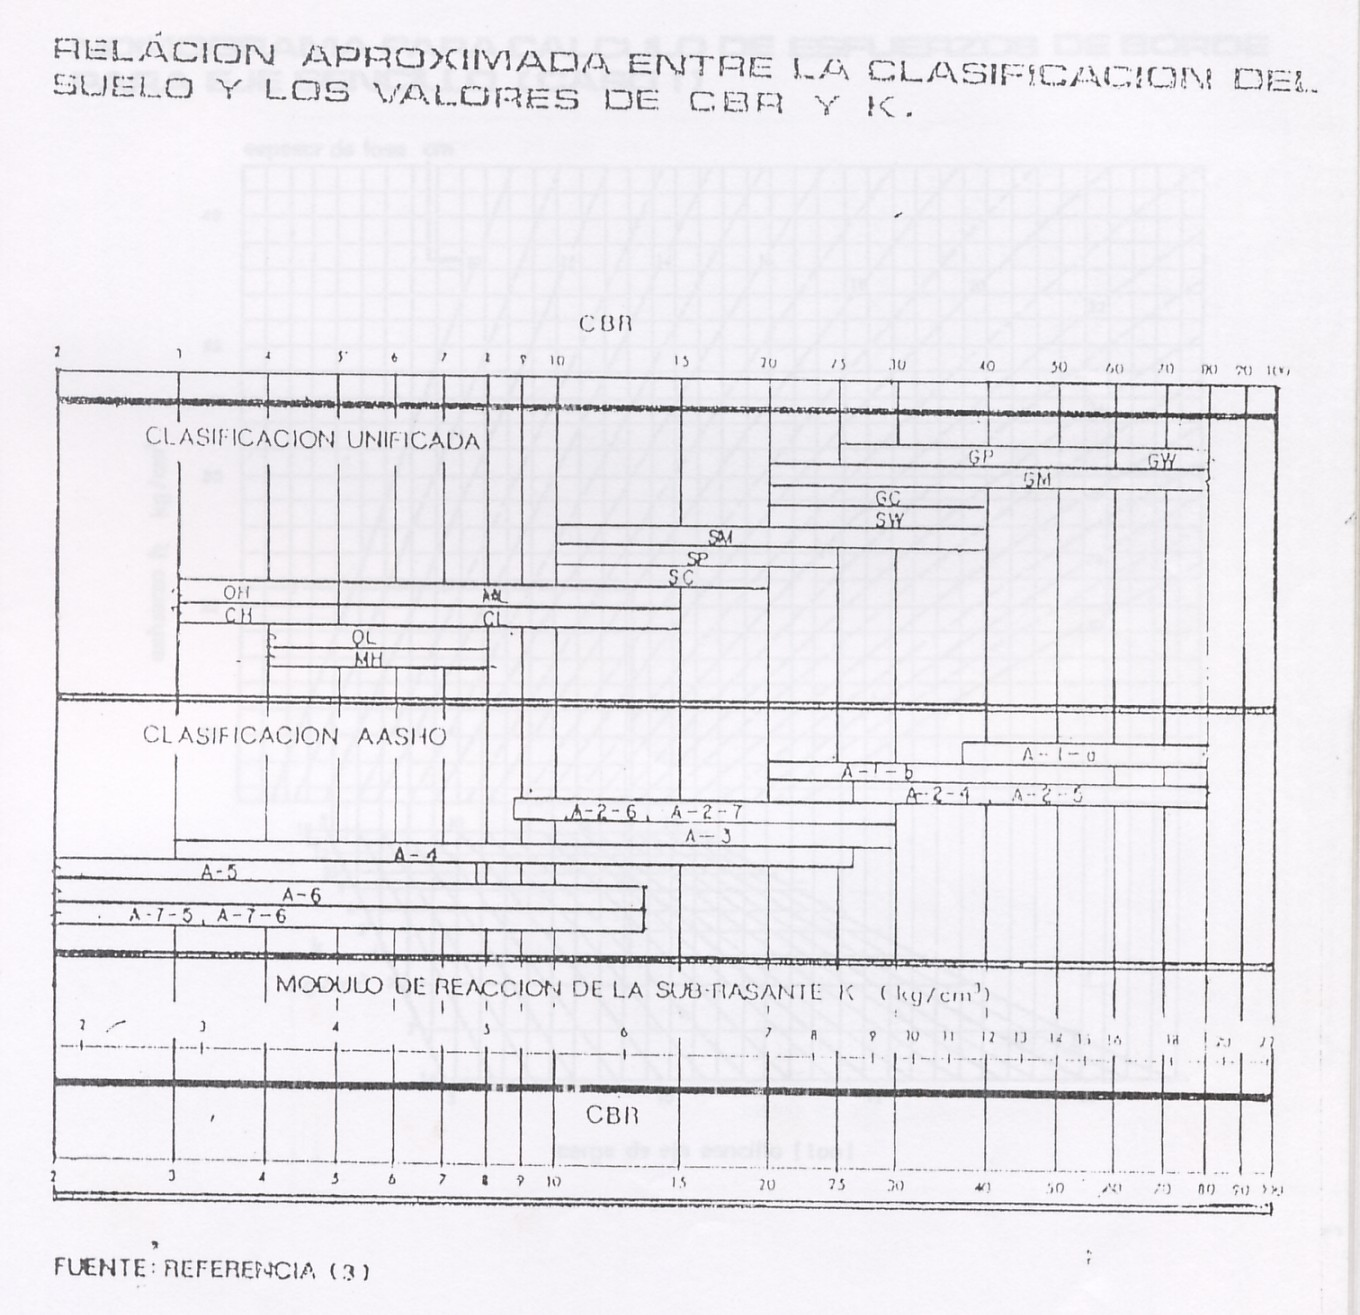 RELACION APROXIMADA ENTRE LA CLASIFICACION DEL
SUELO Y LOS VALORES DE CBR Y K.
CBR
2 3 4 5 6 7 8 9 10 15 20 25 30 40 50 60 70 80 90 100
CLASIFICACION UNIFICADA
GP GW
GM
GC
SW
SM
SP
SC
OH ML
CH CL
OL
MH
CLASIFICACION AASHO
A-1-a
A-1-b
A-2-4, A-2-5
A-2-6, A-2-7
A-3
A-4
A-5
A-6
A-7-5, A-7-6
MODULO DE REACCION DE LA SUB-RASANTE K (kg/cm³)
2 3 4 5 6 7 8 9 10 11 12 13 14 15 16 18 20 22
CBR
2 3 4 5 6 7 8 9 10 15 20 25 30 40 50 60 70 80 90 100
FUENTE: REFERENCIA (3)